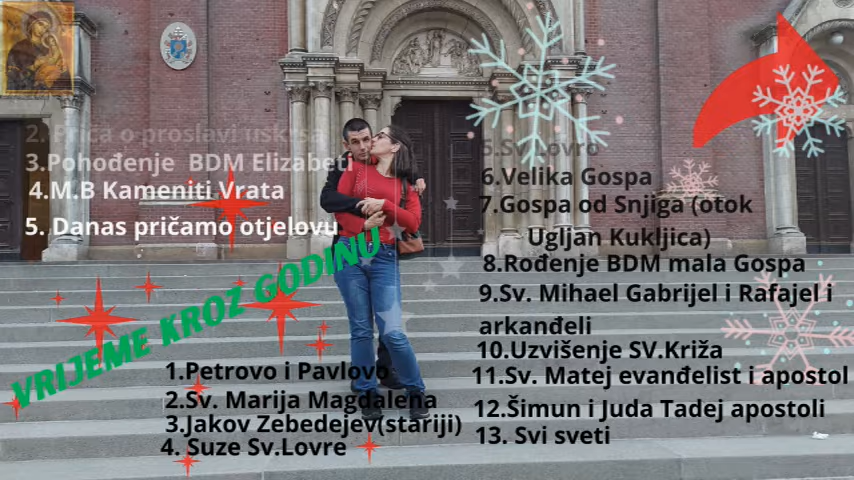 2. Priča o proslavi uskrsa
3.Pohođenje BDM Elizabeti
4.M.B Kameniti Vrata
5. Danas pričamo otjelovu
VRIJEME KROZ GODINU
1.Petrovo i Pavlovo
2.Sv. Marija Magdalena
3.Jakov Zebedejev(stariji)
4. Suze Sv.Lovre
5.Sv.Lovro
6.Velika Gospa
7.Gospa od Snjiga (otok
Ugljan Kukljica)
8.Rođenje BDM mala Gospa
9.Sv. Mihael Gabrijel i Rafajel i
arkanđeli
10.Uzvišenje SV.Križa
11.Sv. Matej evanđelist i apostol
12.Šimun i Juda Tadej apostoli
13. Svi sveti